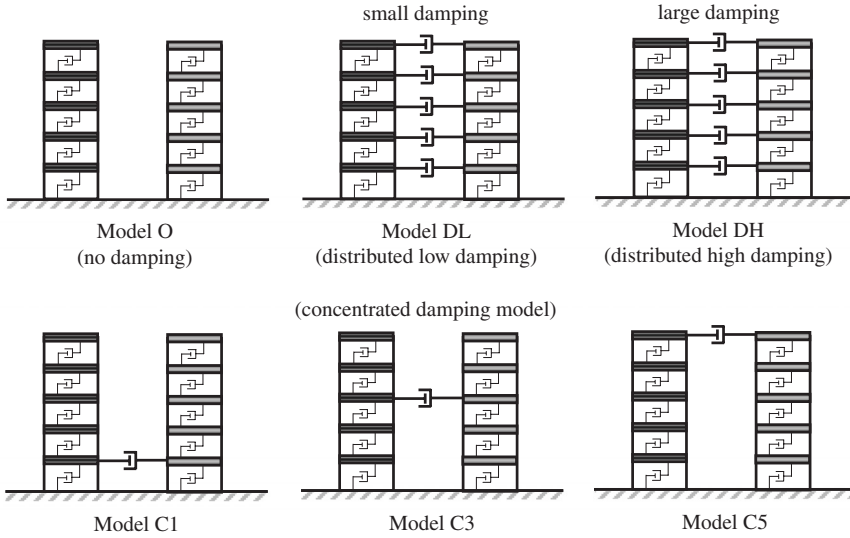 small damping
large damping
Model O
(no damping)
Model DL
(distributed low damping)
Model DH
(distributed high damping)
(concentrated damping model)
Model C1
Model C3
Model C5